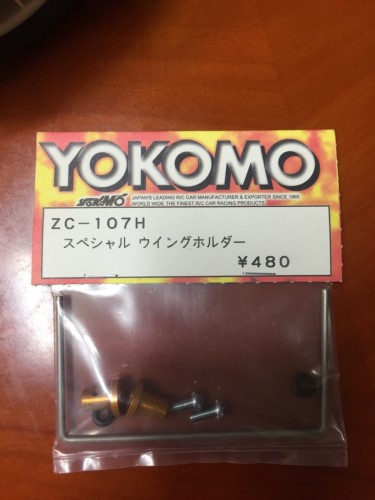 YOKOMO
YOKOMO
JAPAN'S LEADING R/C CAR MANUFACTURER & EXPORTER SINCE 1968
WORLD WIDE THE FINEST R/C CAR RACING PRODUCTS.
ZC-107H
スペシャル ウイングホルダー
¥480